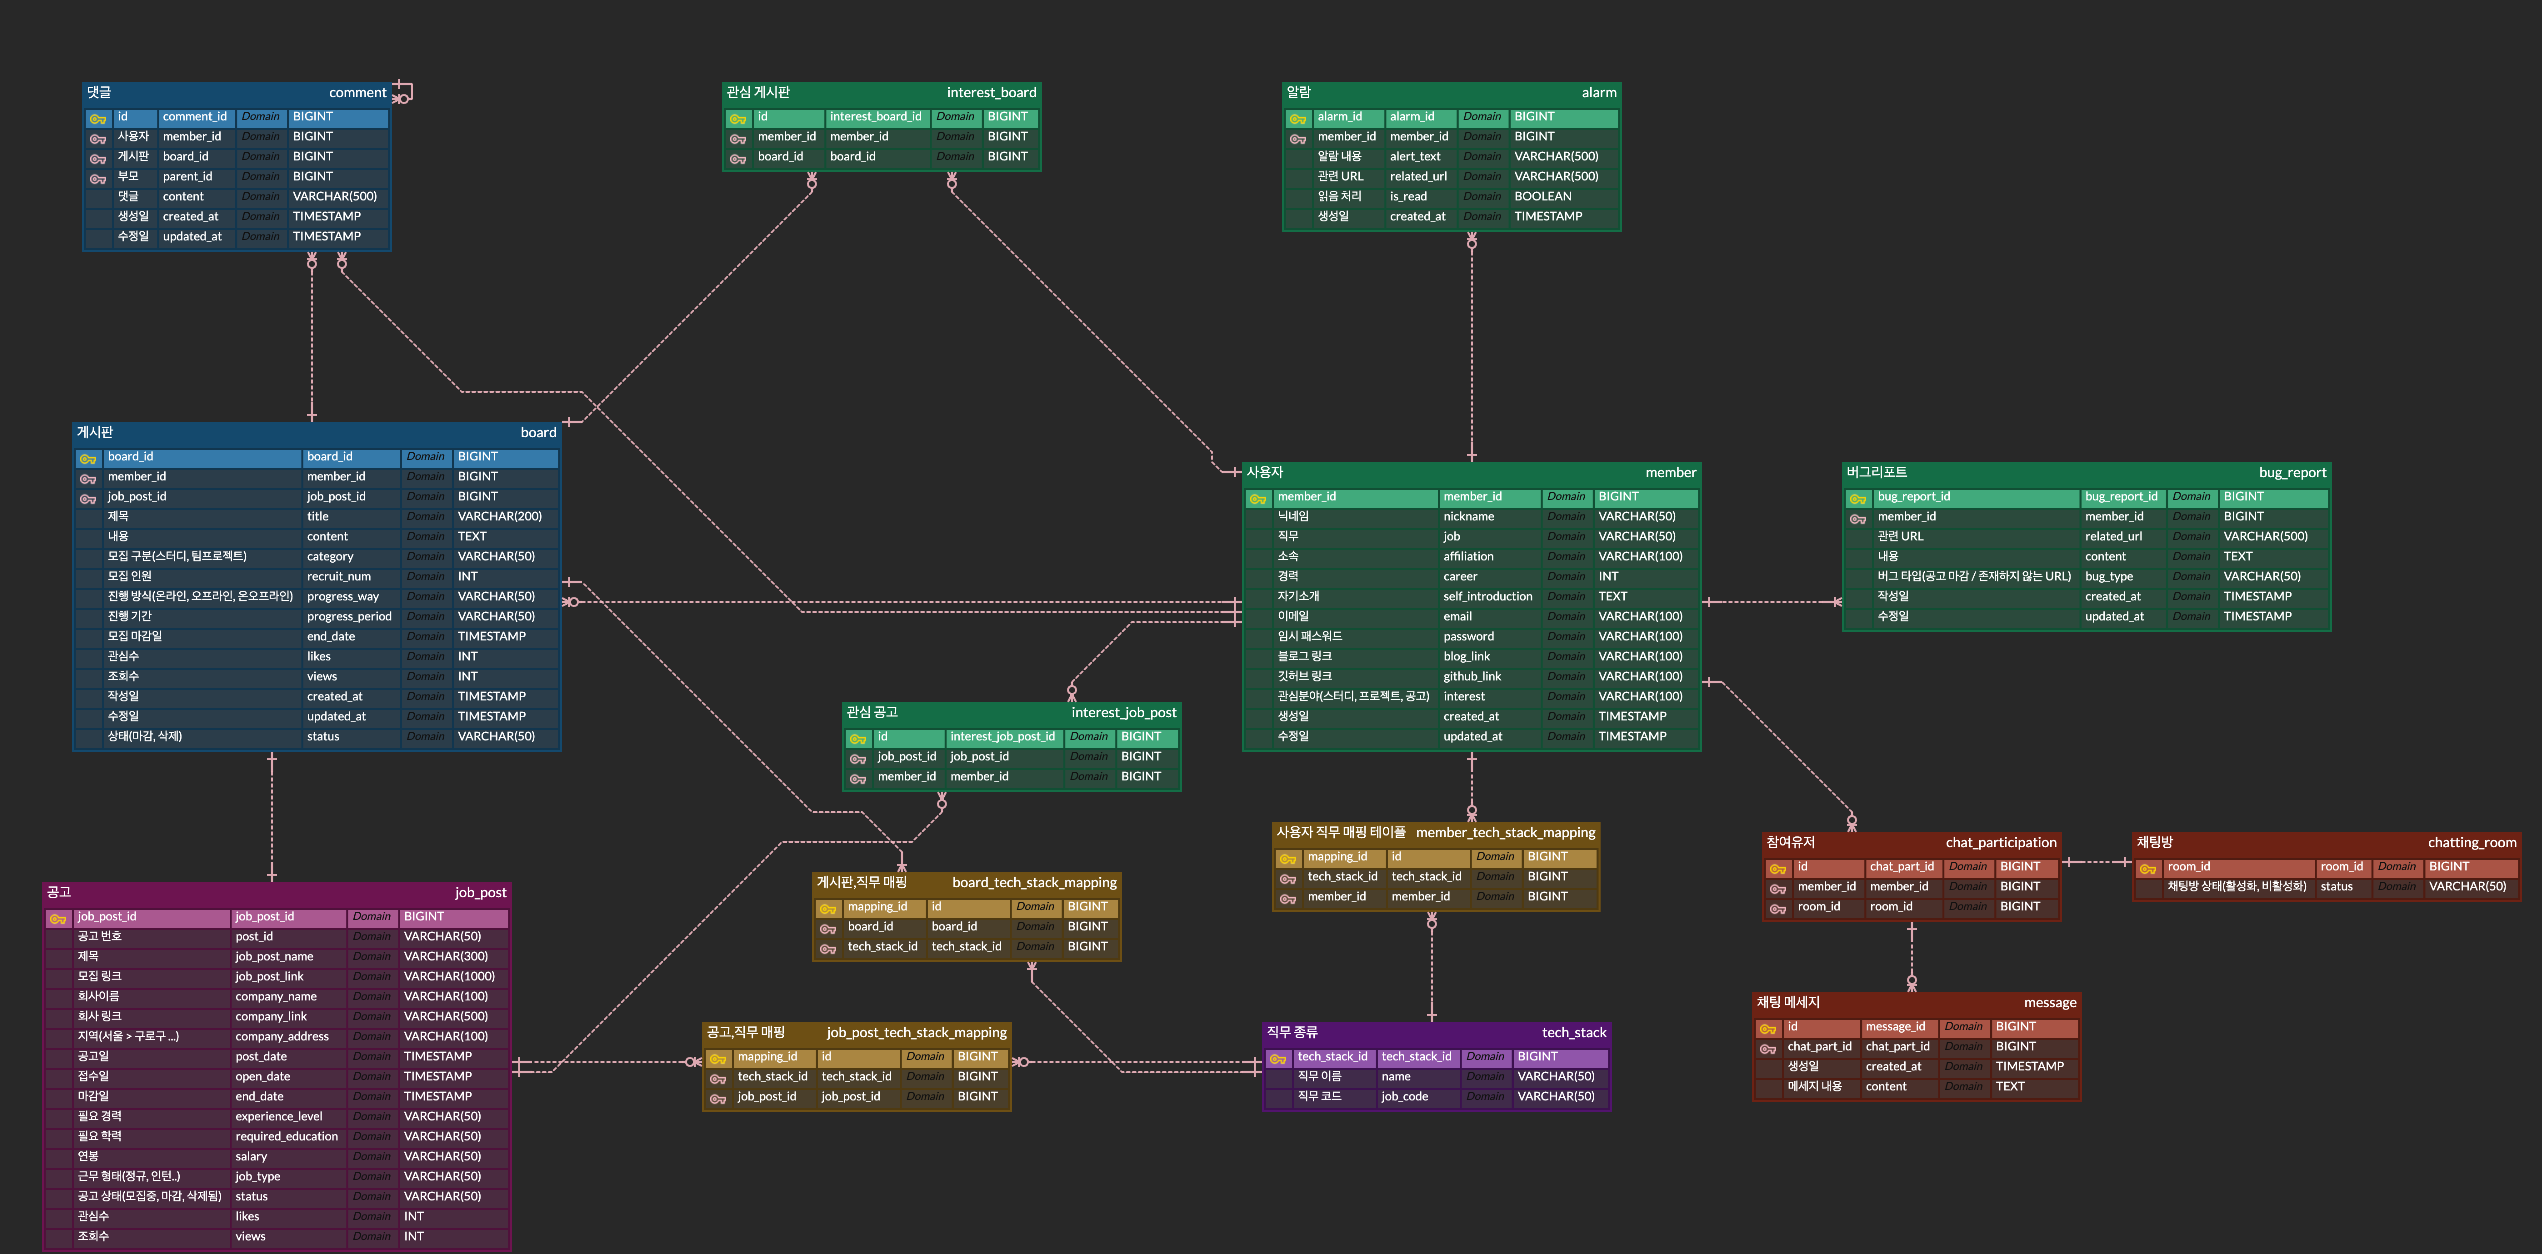 댓글 comment
id comment_id Domain BIGINT
사용자 member_id Domain BIGINT
게시판 board_id Domain BIGINT
부모 parent_id Domain BIGINT
댓글 content Domain VARCHAR(500)
생성일 created_at Domain TIMESTAMP
수정일 updated_at Domain TIMESTAMP
관심 게시판 interest_board
id interest_board_id Domain BIGINT
member_id member_id Domain BIGINT
board_id board_id Domain BIGINT
알람 alarm
alarm_id alarm_id Domain BIGINT
member_id member_id Domain BIGINT
알람 내용 alert_text Domain VARCHAR(500)
관련 URL related_url Domain VARCHAR(500)
읽음 처리 is_read Domain BOOLEAN
생성일 created_at Domain TIMESTAMP
게시판 board
board_id board_id Domain BIGINT
member_id member_id Domain BIGINT
job_post_id job_post_id Domain BIGINT
제목 title Domain VARCHAR(200)
내용 content Domain TEXT
모집 구분(스터디, 팀프로젝트) category Domain VARCHAR(50)
모집 인원 recruit_num Domain INT
진행 방식(온라인, 오프라인, 온오프라인) progress_way Domain VARCHAR(50)
진행 기간 progress_period Domain VARCHAR(50)
모집 마감일 end_date Domain TIMESTAMP
관심수 likes Domain INT
조회수 views Domain INT
작성일 created_at Domain TIMESTAMP
수정일 updated_at Domain TIMESTAMP
상태(마감, 삭제) status Domain VARCHAR(50)
사용자 member
member_id member_id Domain BIGINT
닉네임 nickname Domain VARCHAR(50)
직무 job Domain VARCHAR(50)
소속 affiliation Domain VARCHAR(100)
경력 career Domain INT
자기소개 self_introduction Domain TEXT
이메일 email Domain VARCHAR(100)
임시 패스워드 password Domain VARCHAR(100)
블로그 링크 blog_link Domain VARCHAR(100)
깃허브 링크 github_link Domain VARCHAR(100)
관심분야(스터디, 프로젝트, 공고) interest Domain VARCHAR(100)
생성일 created_at Domain TIMESTAMP
수정일 updated_at Domain TIMESTAMP
버그리포트 bug_report
bug_report_id bug_report_id Domain BIGINT
member_id member_id Domain BIGINT
관련 URL related_url Domain VARCHAR(500)
내용 content Domain TEXT
버그 타입(공고 마감 / 존재하지 않는 URL) bug_type Domain VARCHAR(50)
작성일 created_at Domain TIMESTAMP
수정일 updated_at Domain TIMESTAMP
관심 공고 interest_job_post
id interest_job_post_id Domain BIGINT
job_post_id job_post_id Domain BIGINT
member_id member_id Domain BIGINT
사용자 직무 매핑 테이플 member_tech_stack_mapping
mapping_id id Domain BIGINT
tech_stack_id tech_stack_id Domain BIGINT
member_id member_id Domain BIGINT
참여유저 chat_participation
id chat_part_id Domain BIGINT
member_id member_id Domain BIGINT
room_id room_id Domain BIGINT
채팅방 chatting_room
room_id room_id Domain BIGINT
채팅방 상태(활성화, 비활성화) status Domain VARCHAR(50)
게시판,직무 매핑 board_tech_stack_mapping
mapping_id id Domain BIGINT
board_id board_id Domain BIGINT
tech_stack_id tech_stack_id Domain BIGINT
공고 job_post
job_post_id job_post_id Domain BIGINT
공고 번호 post_id Domain VARCHAR(50)
제목 job_post_name Domain VARCHAR(300)
모집 링크 job_post_link Domain VARCHAR(1000)
회사이름 company_name Domain VARCHAR(100)
회사 링크 company_link Domain VARCHAR(500)
지역(서울 > 구로구 ...) company_address Domain VARCHAR(100)
공고일 post_date Domain TIMESTAMP
접수일 open_date Domain TIMESTAMP
마감일 end_date Domain TIMESTAMP
필요 경력 experience_level Domain VARCHAR(50)
필요 학력 required_education Domain VARCHAR(50)
연봉 salary Domain VARCHAR(50)
근무 형태(정규, 인턴..) job_type Domain VARCHAR(50)
공고 상태(모집중, 마감, 삭제됨) status Domain VARCHAR(50)
관심수 likes Domain INT
조회수 views Domain INT
공고,직무 매핑 job_post_tech_stack_mapping
mapping_id id Domain BIGINT
tech_stack_id tech_stack_id Domain BIGINT
job_post_id job_post_id Domain BIGINT
직무 종류 tech_stack
tech_stack_id tech_stack_id Domain BIGINT
직무 이름 name Domain VARCHAR(50)
직무 코드 job_code Domain VARCHAR(50)
채팅 메세지 message
id message_id Domain BIGINT
chat_part_id chat_part_id Domain BIGINT
생성일 created_at Domain TIMESTAMP
메세지 내용 content Domain TEXT